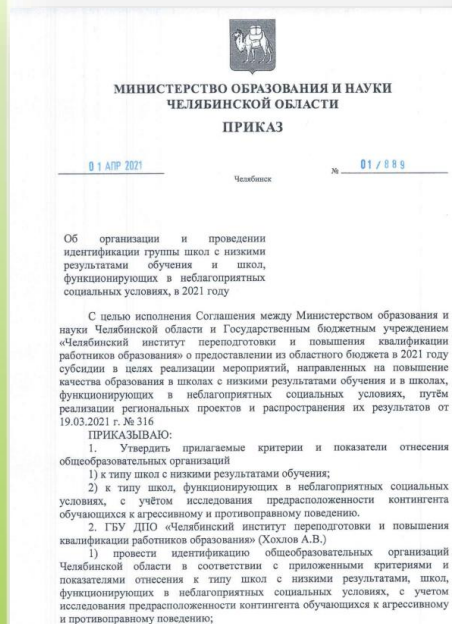 МИНИСТЕРСТВО ОБРАЗОВАНИЯ И НАУКИ
ЧЕЛЯБИНСКОЙ ОБЛАСТИ
ПРИКАЗ
01 АПР 2021
№ 01/889
Челябинск
Об организации и проведении
идентификации группы школ с низкими
результатами обучения и школ,
функционирующих в неблагоприятных
социальных условиях, в 2021 году
С целью исполнения Соглашения между Министерством образования и
науки Челябинской области и Государственным бюджетным учреждением
«Челябинский институт переподготовки и повышения квалификации
работников образования» о предоставлении из областного бюджета в 2021 году
субсидии в целях реализации мероприятий, направленных на повышение
качества образования в школах с низкими результатами обучения и в школах,
функционирующих в неблагоприятных социальных условиях, путём
реализации региональных проектов и распространения их результатов от
19.03.2021 г. № 316
ПРИКАЗЫВАЮ:
1. Утвердить прилагаемые критерии и показатели отнесения
общеобразовательных организаций
1) к типу школ с низкими результатами обучения;
2) к типу школ, функционирующих в неблагоприятных социальных
условиях, с учётом исследования предрасположенности контингента
обучающихся к агрессивному и противоправному поведению.
2. ГБУ ДПО «Челябинский институт переподготовки и повышения
квалификации работников образования» (Хохлов А.В.)
1) провести идентификацию общеобразовательных организаций
Челябинской области в соответствии с приложенными критериями и
показателями отнесения к типу школ с низкими результатами, школ,
функционирующих в неблагоприятных социальных условиях, с учетом
исследования предрасположенности контингента обучающихся к агрессивному
и противоправному поведению;